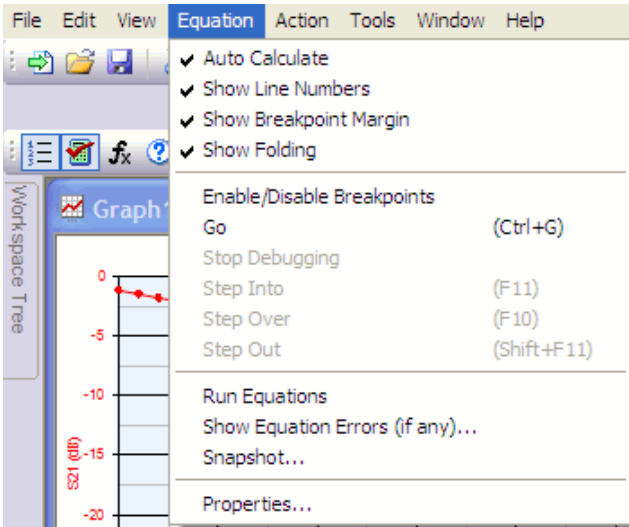 File Edit View Equation Action Tools Window Help
Auto Calculate
Show Line Numbers
Show Breakpoint Margin
Show Folding
Enable/Disable Breakpoints
Go (Ctrl+G)
Stop Debugging
Step Into (F11)
Step Over (F10)
Step Out (Shift+F11)
Run Equations
Show Equation Errors (if any)...
Snapshot...
Properties...
fx ?
Workspace Tree
Graph1
0
-5
-10
-15
-20
S21 (dB)